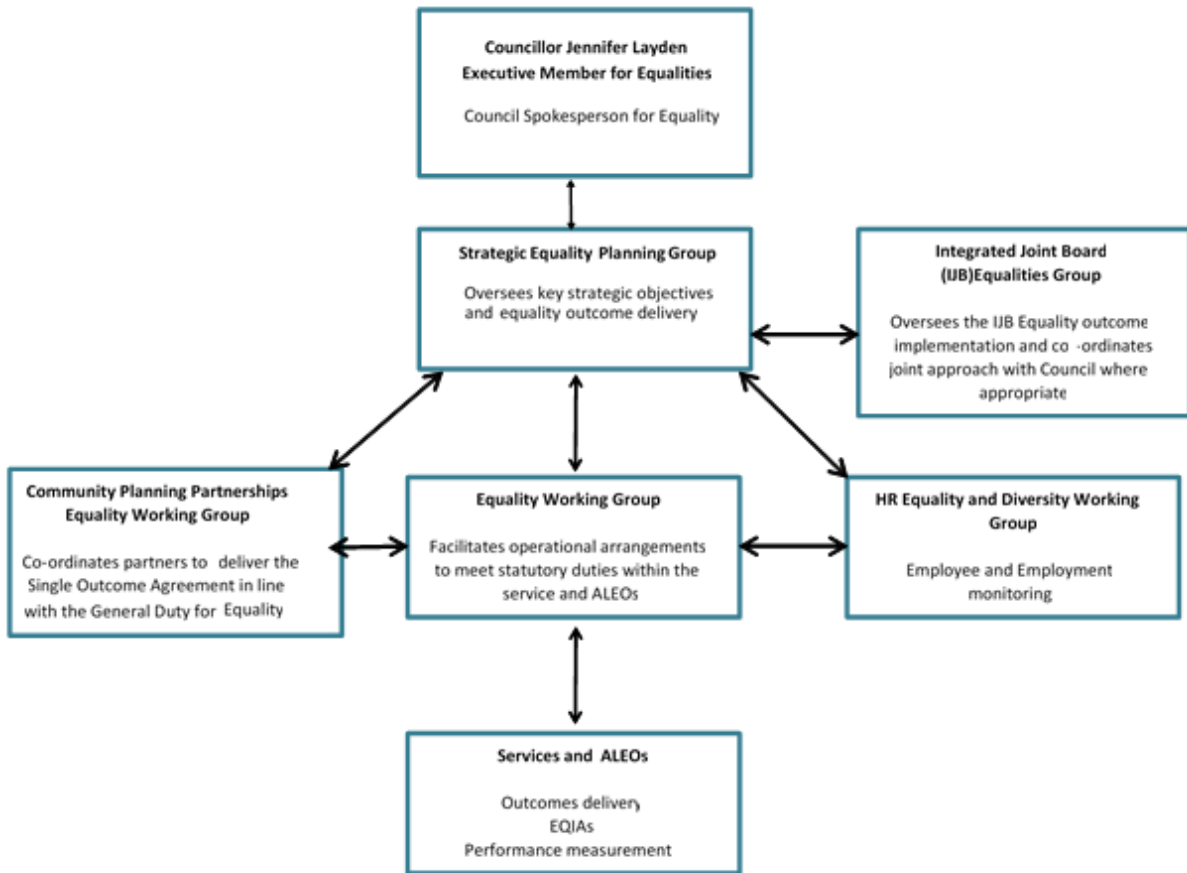 Councillor Jennifer Layden
Executive Member for Equalities
Council Spokesperson for Equality
Strategic Equality Planning Group
Oversees key strategic objectives
and equality outcome delivery
Integrated Joint Board
(IJB)Equalities Group
Oversees the IJB Equality outcome
implementation and co -ordinates
joint approach with Council where
appropriate
Community Planning Partnerships
Equality Working Group
Co-ordinates partners to deliver the
Single Outcome Agreement in line
with the General Duty for Equality
Equality Working Group
Facilitates operational arrangements
to meet statutory duties within the
service and ALEOs
HR Equality and Diversity Working
Group
Employee and Employment
monitoring
Services and ALEOs
Outcomes delivery
EQIAs
Performance measurement